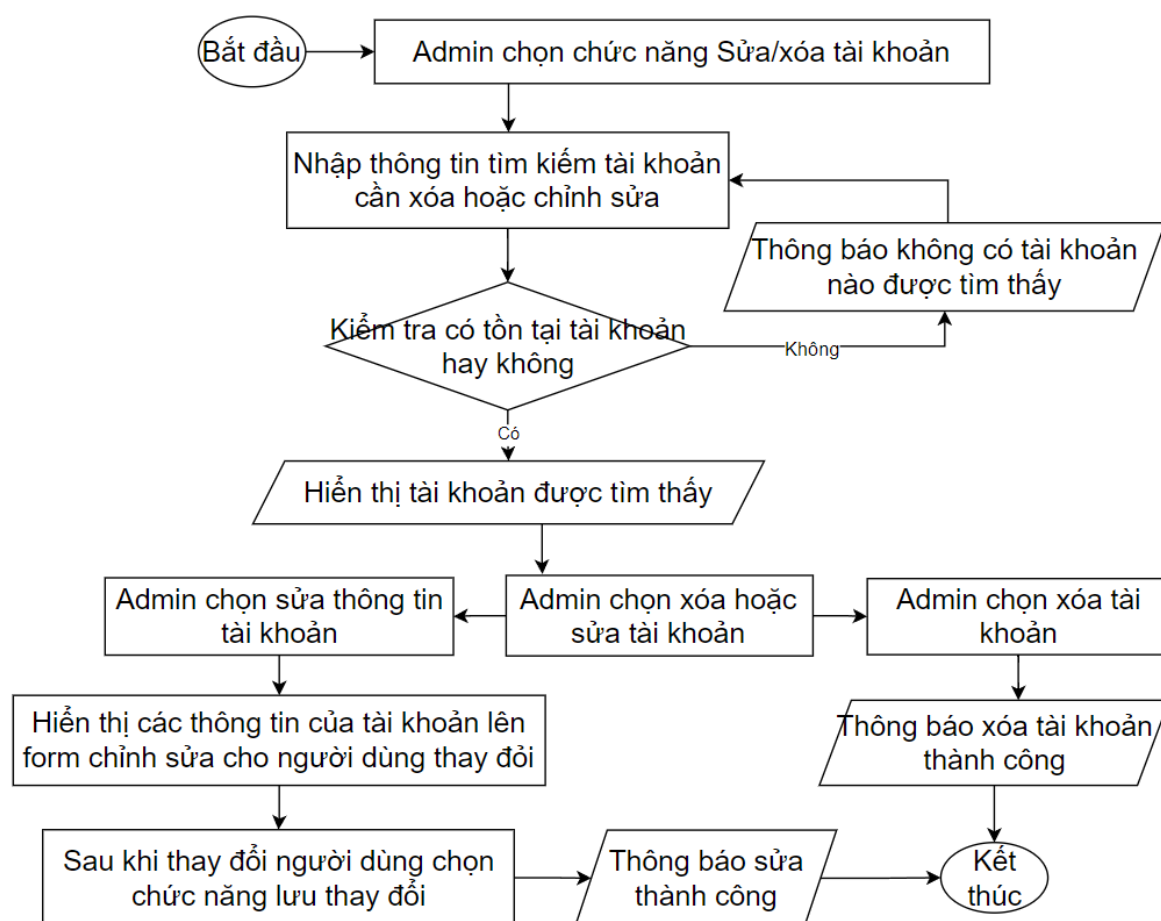 Bắt đầu
Admin chọn chức năng Sửa/xóa tài khoản
Nhập thông tin tìm kiếm tài khoản
cần xóa hoặc chỉnh sửa
Thông báo không có tài khoản
nào được tìm thấy
Kiểm tra có tồn tại tài khoản
hay không
Không
Có
Hiển thị tài khoản được tìm thấy
Admin chọn sửa thông tin
tài khoản
Admin chọn xóa hoặc
sửa tài khoản
Admin chọn xóa tài
khoản
Hiển thị các thông tin của tài khoản lên
form chỉnh sửa cho người dùng thay đỏi
Thông báo xóa tài khoản
thành công
Sau khi thay đổi người dùng chọn
chức năng lưu thay đổi
Thông báo sửa
thành công
Kết
thúc